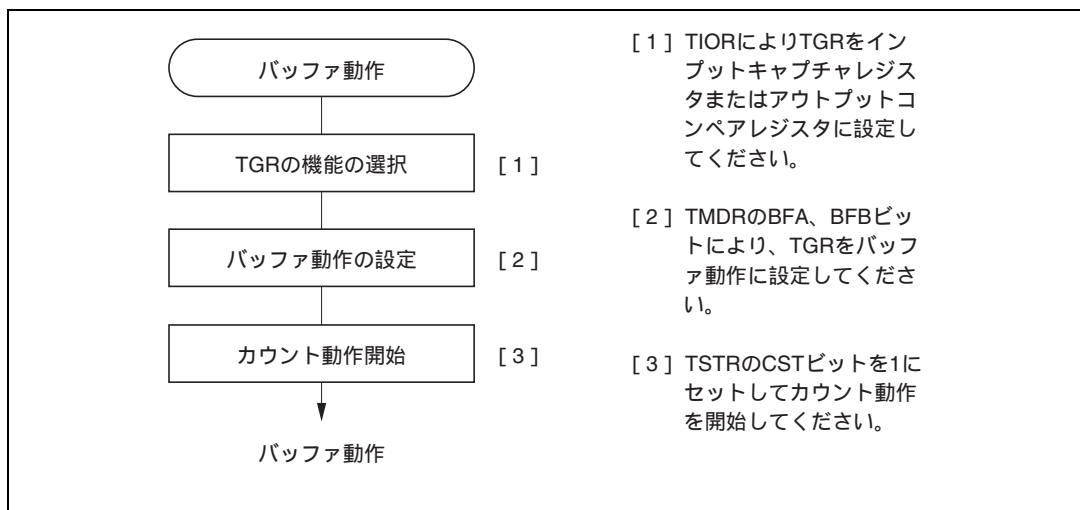 バッファ動作
TGRの機能の選択
[ 1 ]
バッファ動作の設定
[ 2 ]
カウント動作開始
[ 3 ]
バッファ動作
[ 1 ] TIORによりTGRをイン
プットキャプチャレジス
タまたはアウトプットコ
ンペアレジスタに設定し
てください。
[ 2 ] TMDRのBFA、BFBビッ
トにより、TGRをバッフ
ァ動作に設定してくださ
い。
[ 3 ] TSTRのCSTビットを1に
セットしてカウント動作
を開始してください。